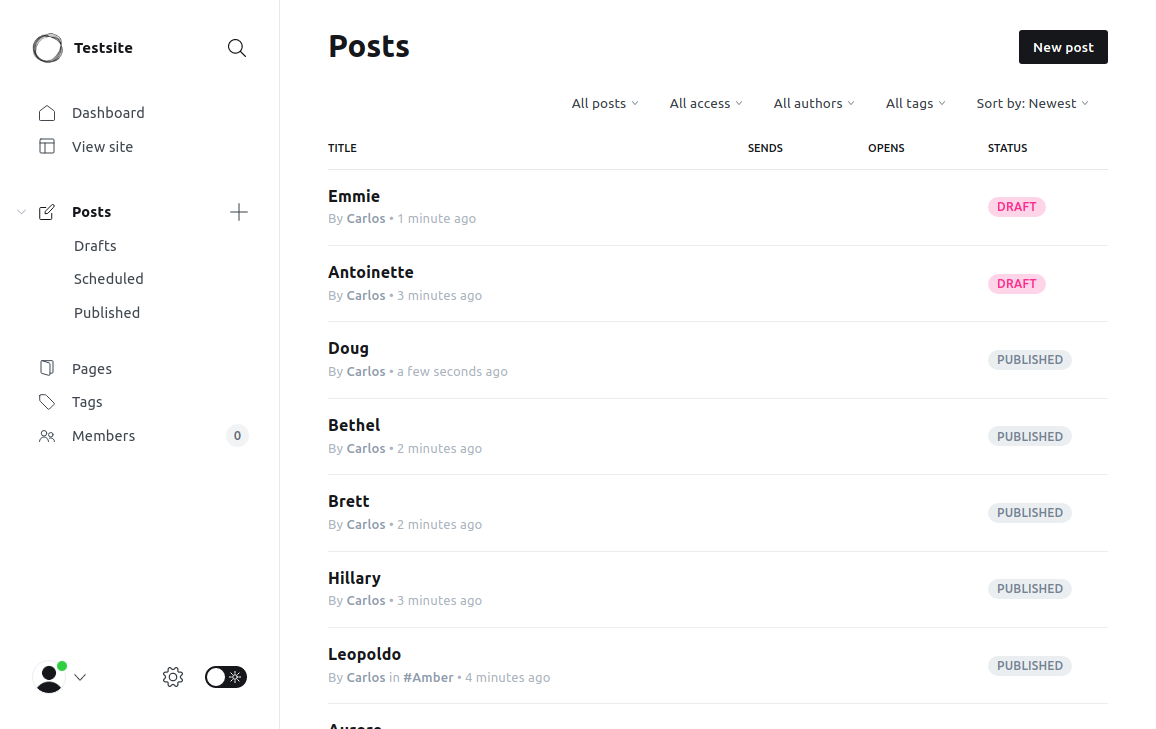 Testsite
Dashboard
View site
Posts
Drafts
Scheduled
Published
Pages
Tags
Members 0
Posts
New post
All posts All access All authors All tags Sort by: Newest
TITLE SENDS OPENS STATUS
Emmie
By Carlos • 1 minute ago
DRAFT
Antoinette
By Carlos • 3 minutes ago
DRAFT
Doug
By Carlos • a few seconds ago
PUBLISHED
Bethel
By Carlos • 2 minutes ago
PUBLISHED
Brett
By Carlos • 2 minutes ago
PUBLISHED
Hillary
By Carlos • 3 minutes ago
PUBLISHED
Leopoldo
By Carlos in #Amber • 4 minutes ago
PUBLISHED